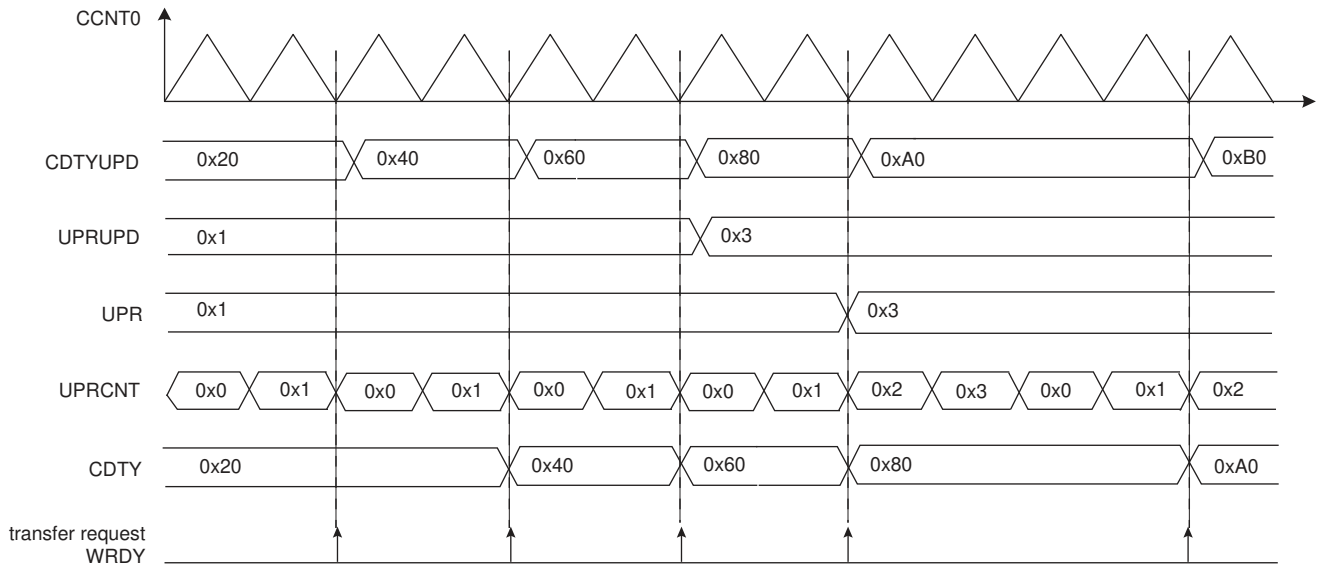 CCNT0
CDTYUPD 0x20 0x40 0x60 0x80 0xA0 0xB0
UPRUPD 0x1 0x3
UPR 0x1 0x3
UPRCNT 0x0 0x1 0x0 0x1 0x0 0x1 0x0 0x1 0x2 0x3 0x0 0x1 0x2
CDTY 0x20 0x40 0x60 0x80 0xA0
transfer request
WRDY